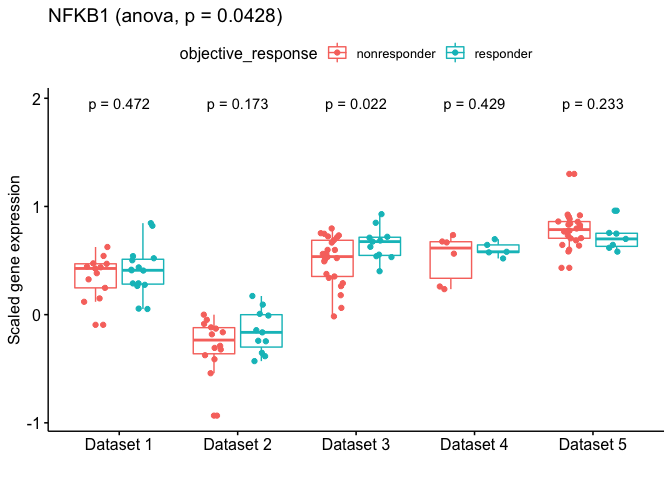 NFKB1 (anova, p = 0.0428)
objective_response nonresponder responder
2
p = 0.472 p = 0.173 p = 0.022 p = 0.429 p = 0.233
1
Scaled gene expression
0
-1
Dataset 1 Dataset 2 Dataset 3 Dataset 4 Dataset 5